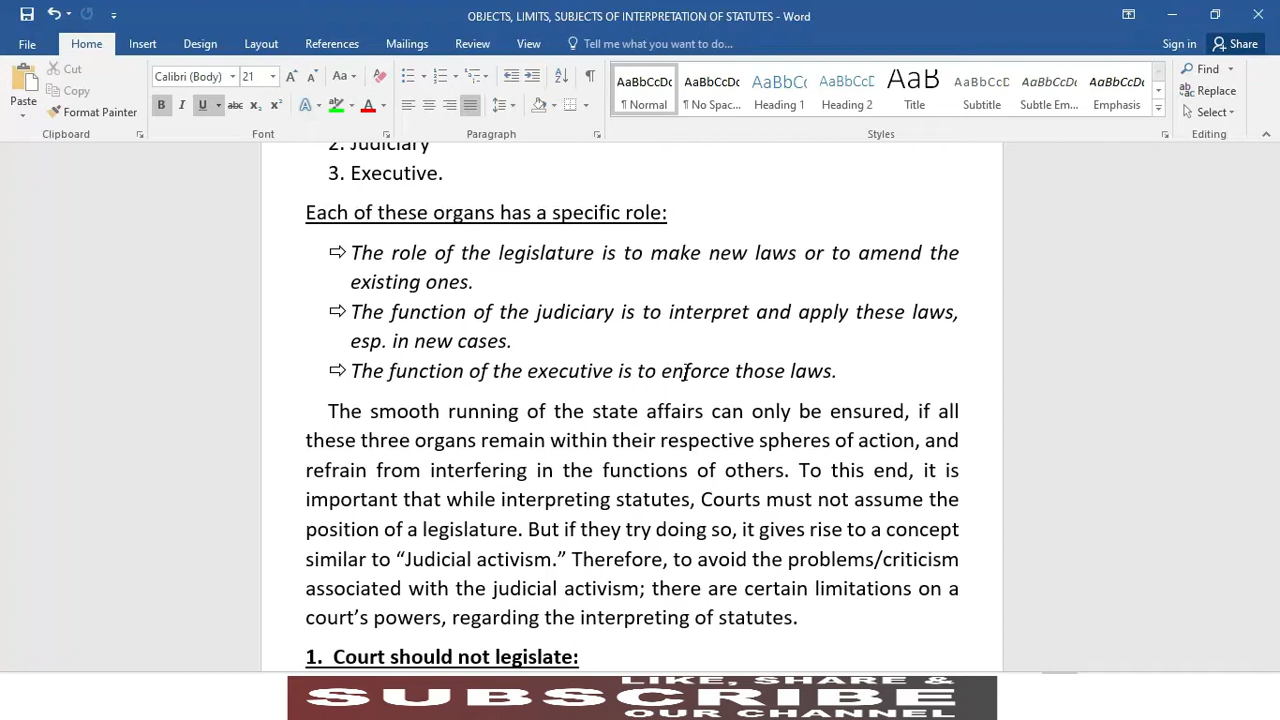 OBJECTS, LIMITS, SUBJECTS OF INTERPRETATION OF STATUTES - Word
File Home Insert Design Layout References Mailings Review View Tell me what you want to do... Sign in Share
Paste Cut Copy Format Painter
Calibri (Body) 21 Aa
B I U abc X₂ X² A A
AaBbCcDc AaBbCcDc AaBbCc AaBbCcD AaB AaBbCcD AaBbCcDc AaBbCcDc
¶ Normal ¶ No Spac... Heading 1 Heading 2 Title Subtitle Subtle Em... Emphasis
Find Replace Select
Clipboard Font Paragraph Styles Editing
2. Judiciary
3. Executive.
Each of these organs has a specific role:
⇨ The role of the legislature is to make new laws or to amend the
existing ones.
⇨ The function of the judiciary is to interpret and apply these laws,
esp. in new cases.
⇨ The function of the executive is to enforce those laws.
The smooth running of the state affairs can only be ensured, if all
these three organs remain within their respective spheres of action, and
refrain from interfering in the functions of others. To this end, it is
important that while interpreting statutes, Courts must not assume the
position of a legislature. But if they try doing so, it gives rise to a concept
similar to “Judicial activism.” Therefore, to avoid the problems/criticism
associated with the judicial activism; there are certain limitations on a
court’s powers, regarding the interpreting of statutes.
1. Court should not legislate:
LIKE, SHARE &
SUBSCRIBE
OUR CHANNEL